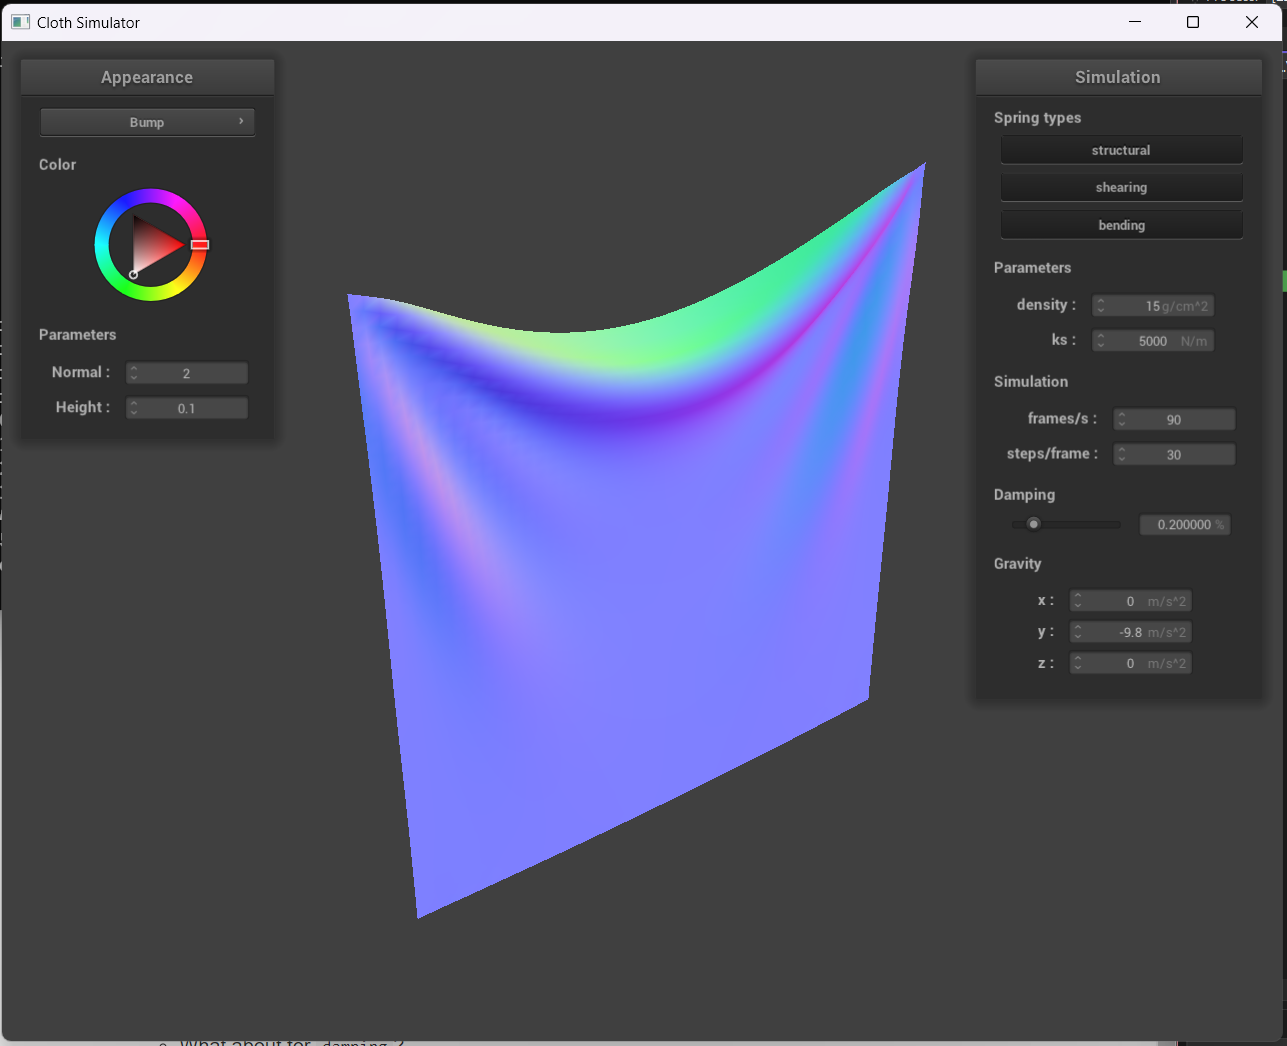 Cloth Simulator
Appearance
Bump
Color
Parameters
Normal : 2
Height : 0.1
Simulation
Spring types
structural
shearing
bending
Parameters
density : 15 g/cm^2
ks : 5000 N/m
Simulation
frames/s : 90
steps/frame : 30
Damping
0.200000 %
Gravity
x : 0 m/s^2
y : -9.8 m/s^2
z : 0 m/s^2
What about for damping ?